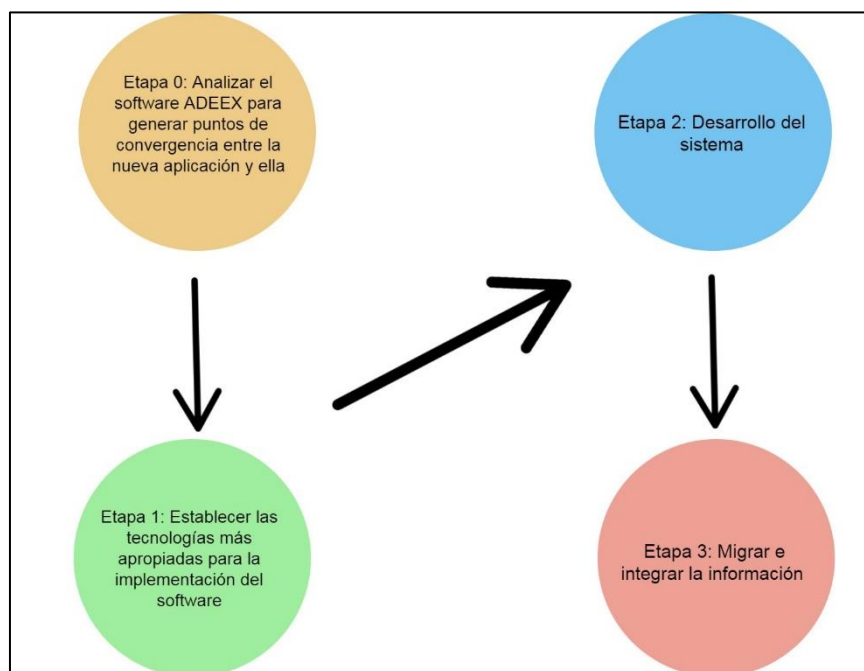 Etapa 0: Analizar el
software ADEEX para
generar puntos de
convergencia entre la
nueva aplicación y ella
Etapa 1: Establecer las
tecnologías más
apropiadas para la
implementación del
software
Etapa 2: Desarrollo del
sistema
Etapa 3: Migrar e
integrar la información